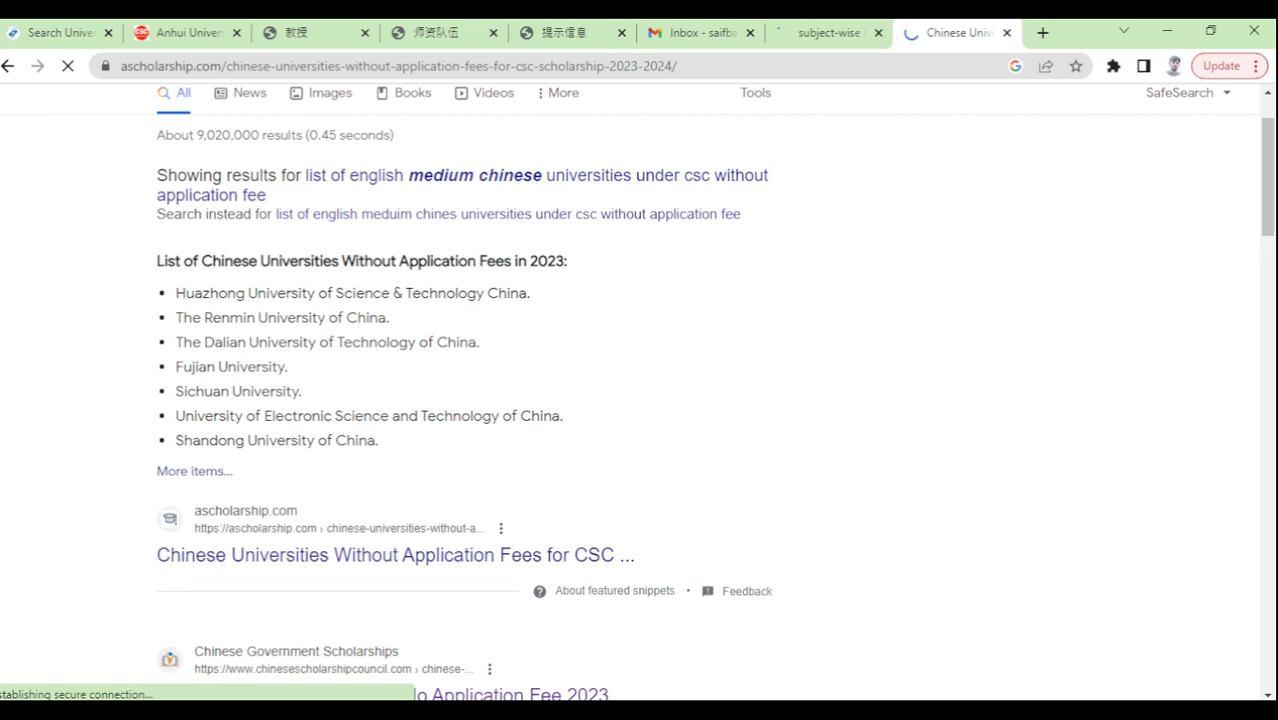 Search Unive
Anhui Univers
教授
师资队伍
提示信息
Inbox - saifba
subject-wise
Chinese Univ
ascholarship.com/chinese-universities-without-application-fees-for-csc-scholarship-2023-2024/
Update
All
News
Images
Books
Videos
More
Tools
SafeSearch
About 9,020,000 results (0.45 seconds)
Showing results for list of english medium chinese universities under csc without
application fee
Search instead for list of english meduim chines universities under csc without application fee
List of Chinese Universities Without Application Fees in 2023:
• Huazhong University of Science & Technology China.
• The Renmin University of China.
• The Dalian University of Technology of China.
• Fujian University.
• Sichuan University.
• University of Electronic Science and Technology of China.
• Shandong University of China.
More items...
ascholarship.com
https://ascholarship.com › chinese-universities-without-a...
Chinese Universities Without Application Fees for CSC ...
About featured snippets • Feedback
Chinese Government Scholarships
https://www.chinesescholarshipcouncil.com › chinese-...
lo Application Fee 2023
stablishing secure connection...